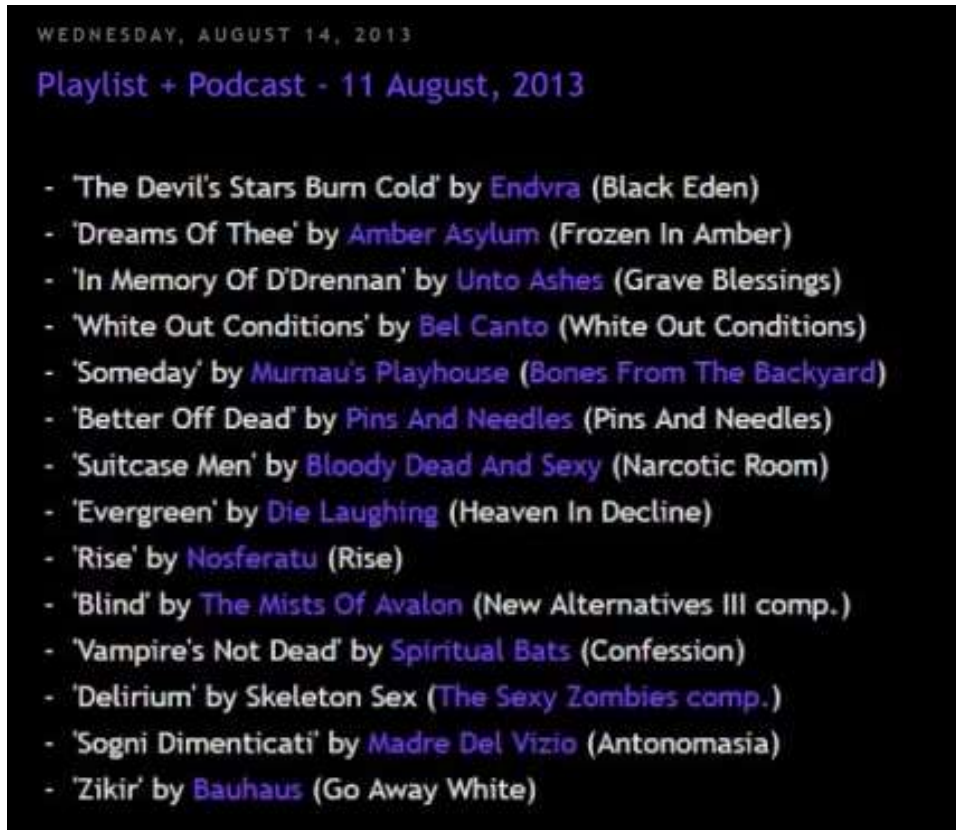 WEDNESDAY, AUGUST 14, 2013
Playlist + Podcast - 11 August, 2013
- 'The Devil's Stars Burn Cold' by Endvra (Black Eden)
- 'Dreams Of Thee' by Amber Asylum (Frozen In Amber)
- 'In Memory Of D'Drennan' by Unto Ashes (Grave Blessings)
- 'White Out Conditions' by Bel Canto (White Out Conditions)
- 'Someday' by Murnau's Playhouse (Bones From The Backyard)
- 'Better Off Dead' by Pins And Needles (Pins And Needles)
- 'Suitcase Men' by Bloody Dead And Sexy (Narcotic Room)
- 'Evergreen' by Die Laughing (Heaven In Decline)
- 'Rise' by Nosferatu (Rise)
- 'Blind' by The Mists Of Avalon (New Alternatives III comp.)
- 'Vampire's Not Dead' by Spiritual Bats (Confession)
- 'Delirium' by Skeleton Sex (The Sexy Zombies comp.)
- 'Sogni Dimenticati' by Madre Del Vizio (Antonomasia)
- 'Zikir' by Bauhaus (Go Away White)